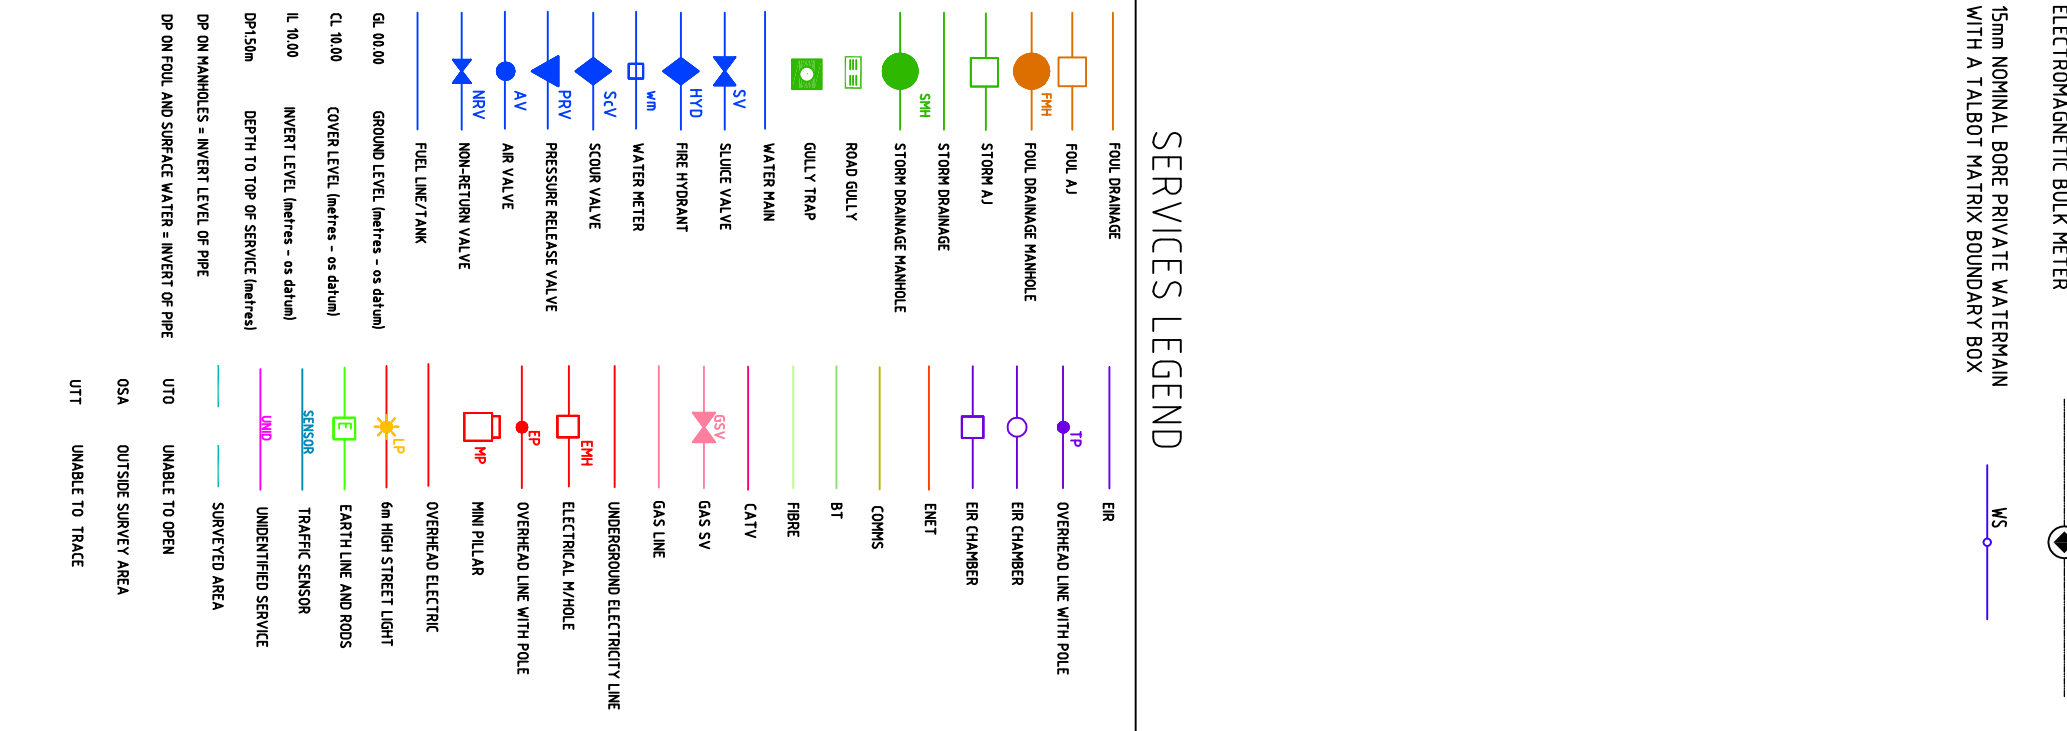 ELECTROMAGNETIC BULK METER
15mm NOMINAL BORE PRIVATE WATERMAIN
WITH A TALBOT MATRIX BOUNDARY BOX
WS
SERVICES LEGEND
FOUL DRAINAGE
FOUL AJ
FMH FOUL DRAINAGE MANHOLE
STORM AJ
STORM DRAINAGE
SMH STORM DRAINAGE MANHOLE
ROAD GULLY
GULLY TRAP
WATER MAIN
SV SLUICE VALVE
HYD FIRE HYDRANT
wm WATER METER
ScV SCOUR VALVE
PRV PRESSURE RELEASE VALVE
AV AIR VALVE
NRV NON-RETURN VALVE
FUEL LINE/TANK
GL 00.00 GROUND LEVEL (metres - os datum)
CL 10.00 COVER LEVEL (metres - os datum)
IL 10.00 INVERT LEVEL (metres - os datum)
DP1.50m DEPTH TO TOP OF SERVICE (metres)
DP ON MANHOLES = INVERT LEVEL OF PIPE
DP ON FOUL AND SURFACE WATER = INVERT OF PIPE
EIR
TP OVERHEAD LINE WITH POLE
EIR CHAMBER
EIR CHAMBER
ENET
COMMS
BT
FIBRE
CATV
GSV GAS SV
GAS LINE
UNDERGROUND ELECTRICITY LINE
EMH ELECTRICAL M/HOLE
EP OVERHEAD LINE WITH POLE
MP MINI PILLAR
OVERHEAD ELECTRIC
LP 6m HIGH STREET LIGHT
E EARTH LINE AND RODS
SENSOR TRAFFIC SENSOR
UNID UNIDENTIFIED SERVICE
SURVEYED AREA
UTO UNABLE TO OPEN
OSA OUTSIDE SURVEY AREA
UTT UNABLE TO TRACE